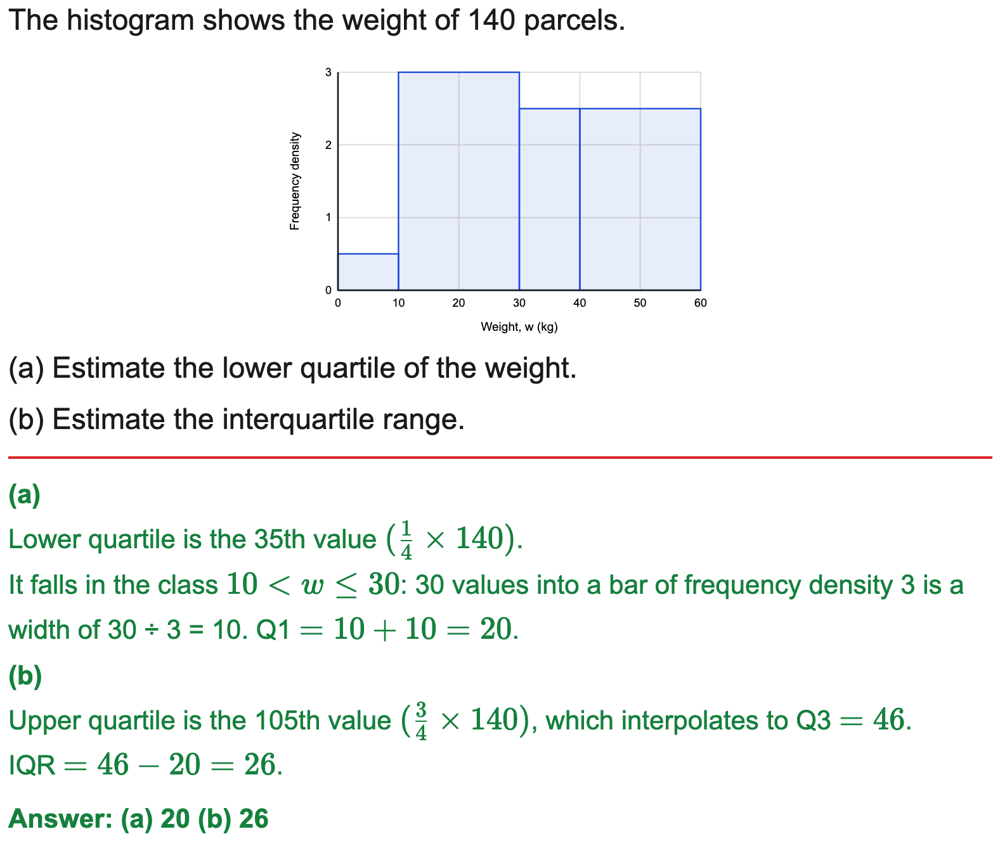 The histogram shows the weight of 140 parcels.
3
2
1
0
Frequency density
0 10 20 30 40 50 60
Weight, w (kg)
(a) Estimate the lower quartile of the weight.
(b) Estimate the interquartile range.
(a)
Lower quartile is the 35th value (1/4 × 140).
It falls in the class 10 < w ≤ 30: 30 values into a bar of frequency density 3 is a
width of 30 ÷ 3 = 10. Q1 = 10 + 10 = 20.
(b)
Upper quartile is the 105th value (3/4 × 140), which interpolates to Q3 = 46.
IQR = 46 − 20 = 26.
Answer: (a) 20 (b) 26